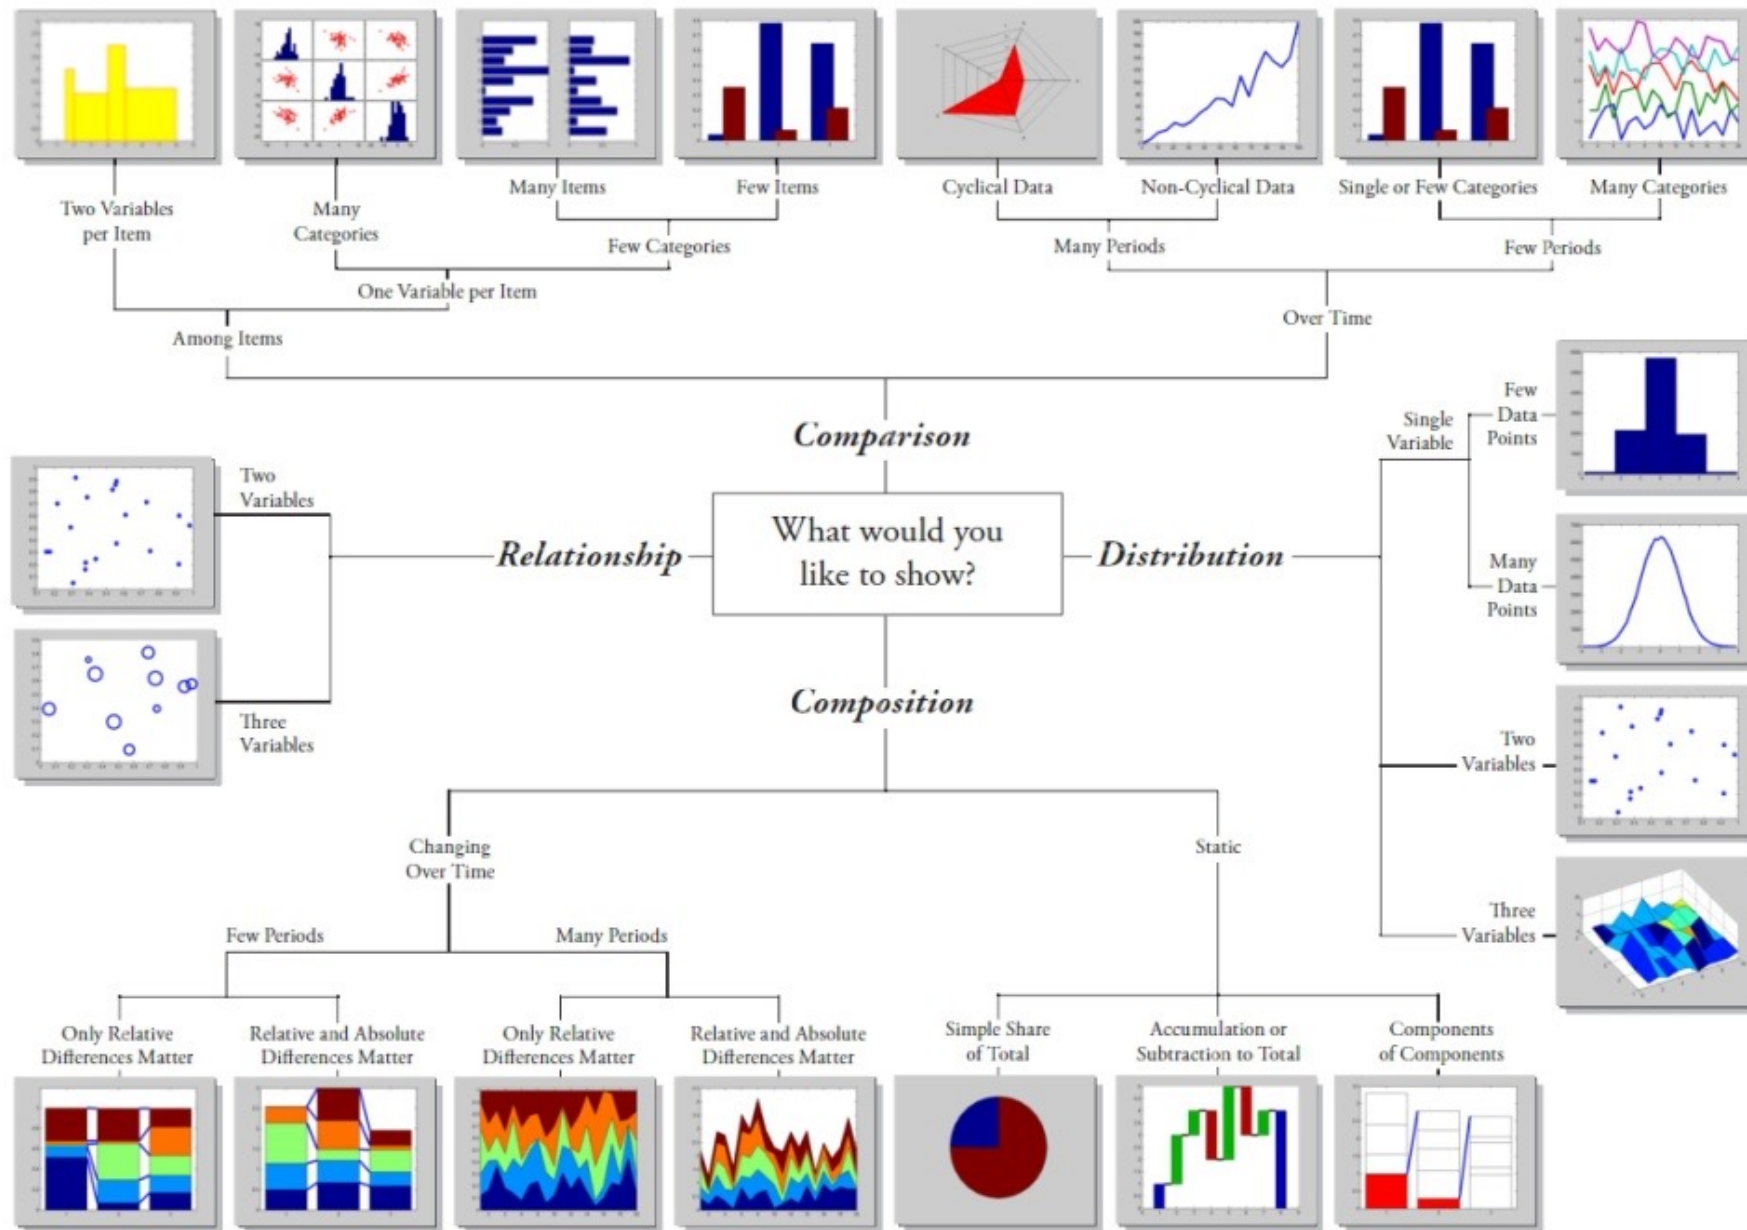 Two Variables
per Item
Many
Categories
Many Items
Few Items
Few Categories
One Variable per Item
Among Items
Cyclical Data
Non-Cyclical Data
Single or Few Categories
Many Categories
Many Periods
Few Periods
Over Time
Comparison
What would you
like to show?
Relationship
Two
Variables
Three
Variables
Distribution
Single
Variable
Few
Data
Points
Many
Data
Points
Two
Variables
Three
Variables
Composition
Changing
Over Time
Static
Few Periods
Many Periods
Only Relative
Differences Matter
Relative and Absolute
Differences Matter
Only Relative
Differences Matter
Relative and Absolute
Differences Matter
Simple Share
of Total
Accumulation or
Subtraction to Total
Components
of Components